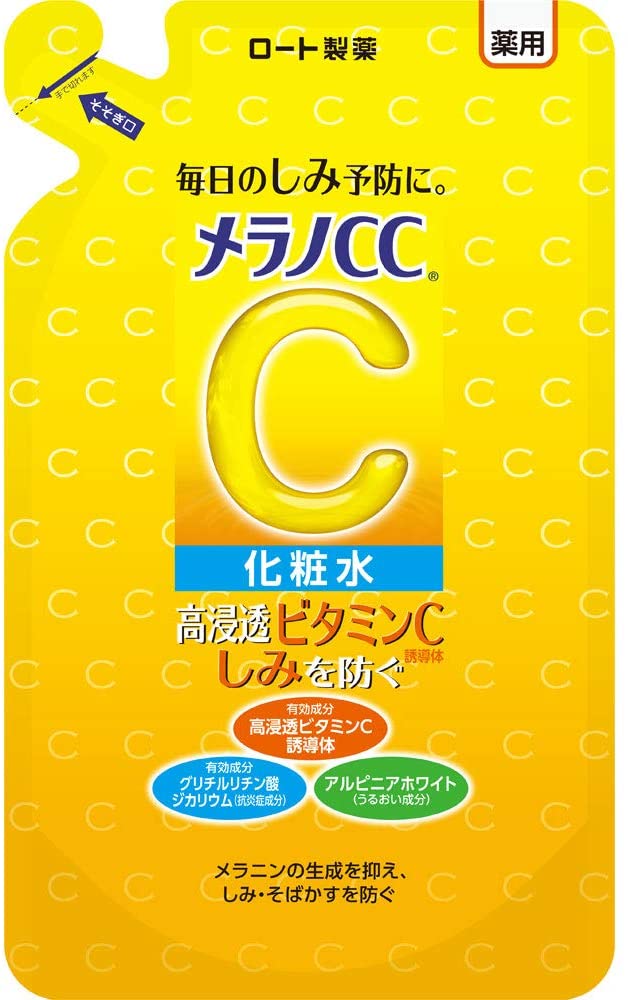 ロート製薬
薬用
手で切れます
そそぎ口
毎日のしみ予防に。
メラノCC®
C
化粧水
高浸透ビタミンC
誘導体
しみを防ぐ
有効成分
高浸透ビタミンC
誘導体
有効成分
グリチルリチン酸
ジカリウム(抗炎症成分)
アルピニアホワイト
(うるおい成分)
メラニンの生成を抑え、
しみ・そばかすを防ぐ